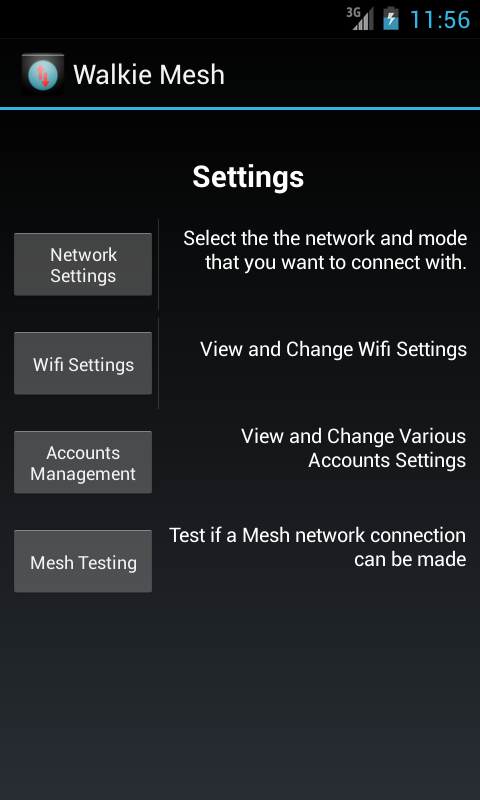 3G 11:56
Walkie Mesh
Settings
Network
Settings
Select the the network and mode
that you want to connect with.
Wifi Settings
View and Change Wifi Settings
Accounts
Management
View and Change Various
Accounts Settings
Mesh Testing
Test if a Mesh network connection
can be made